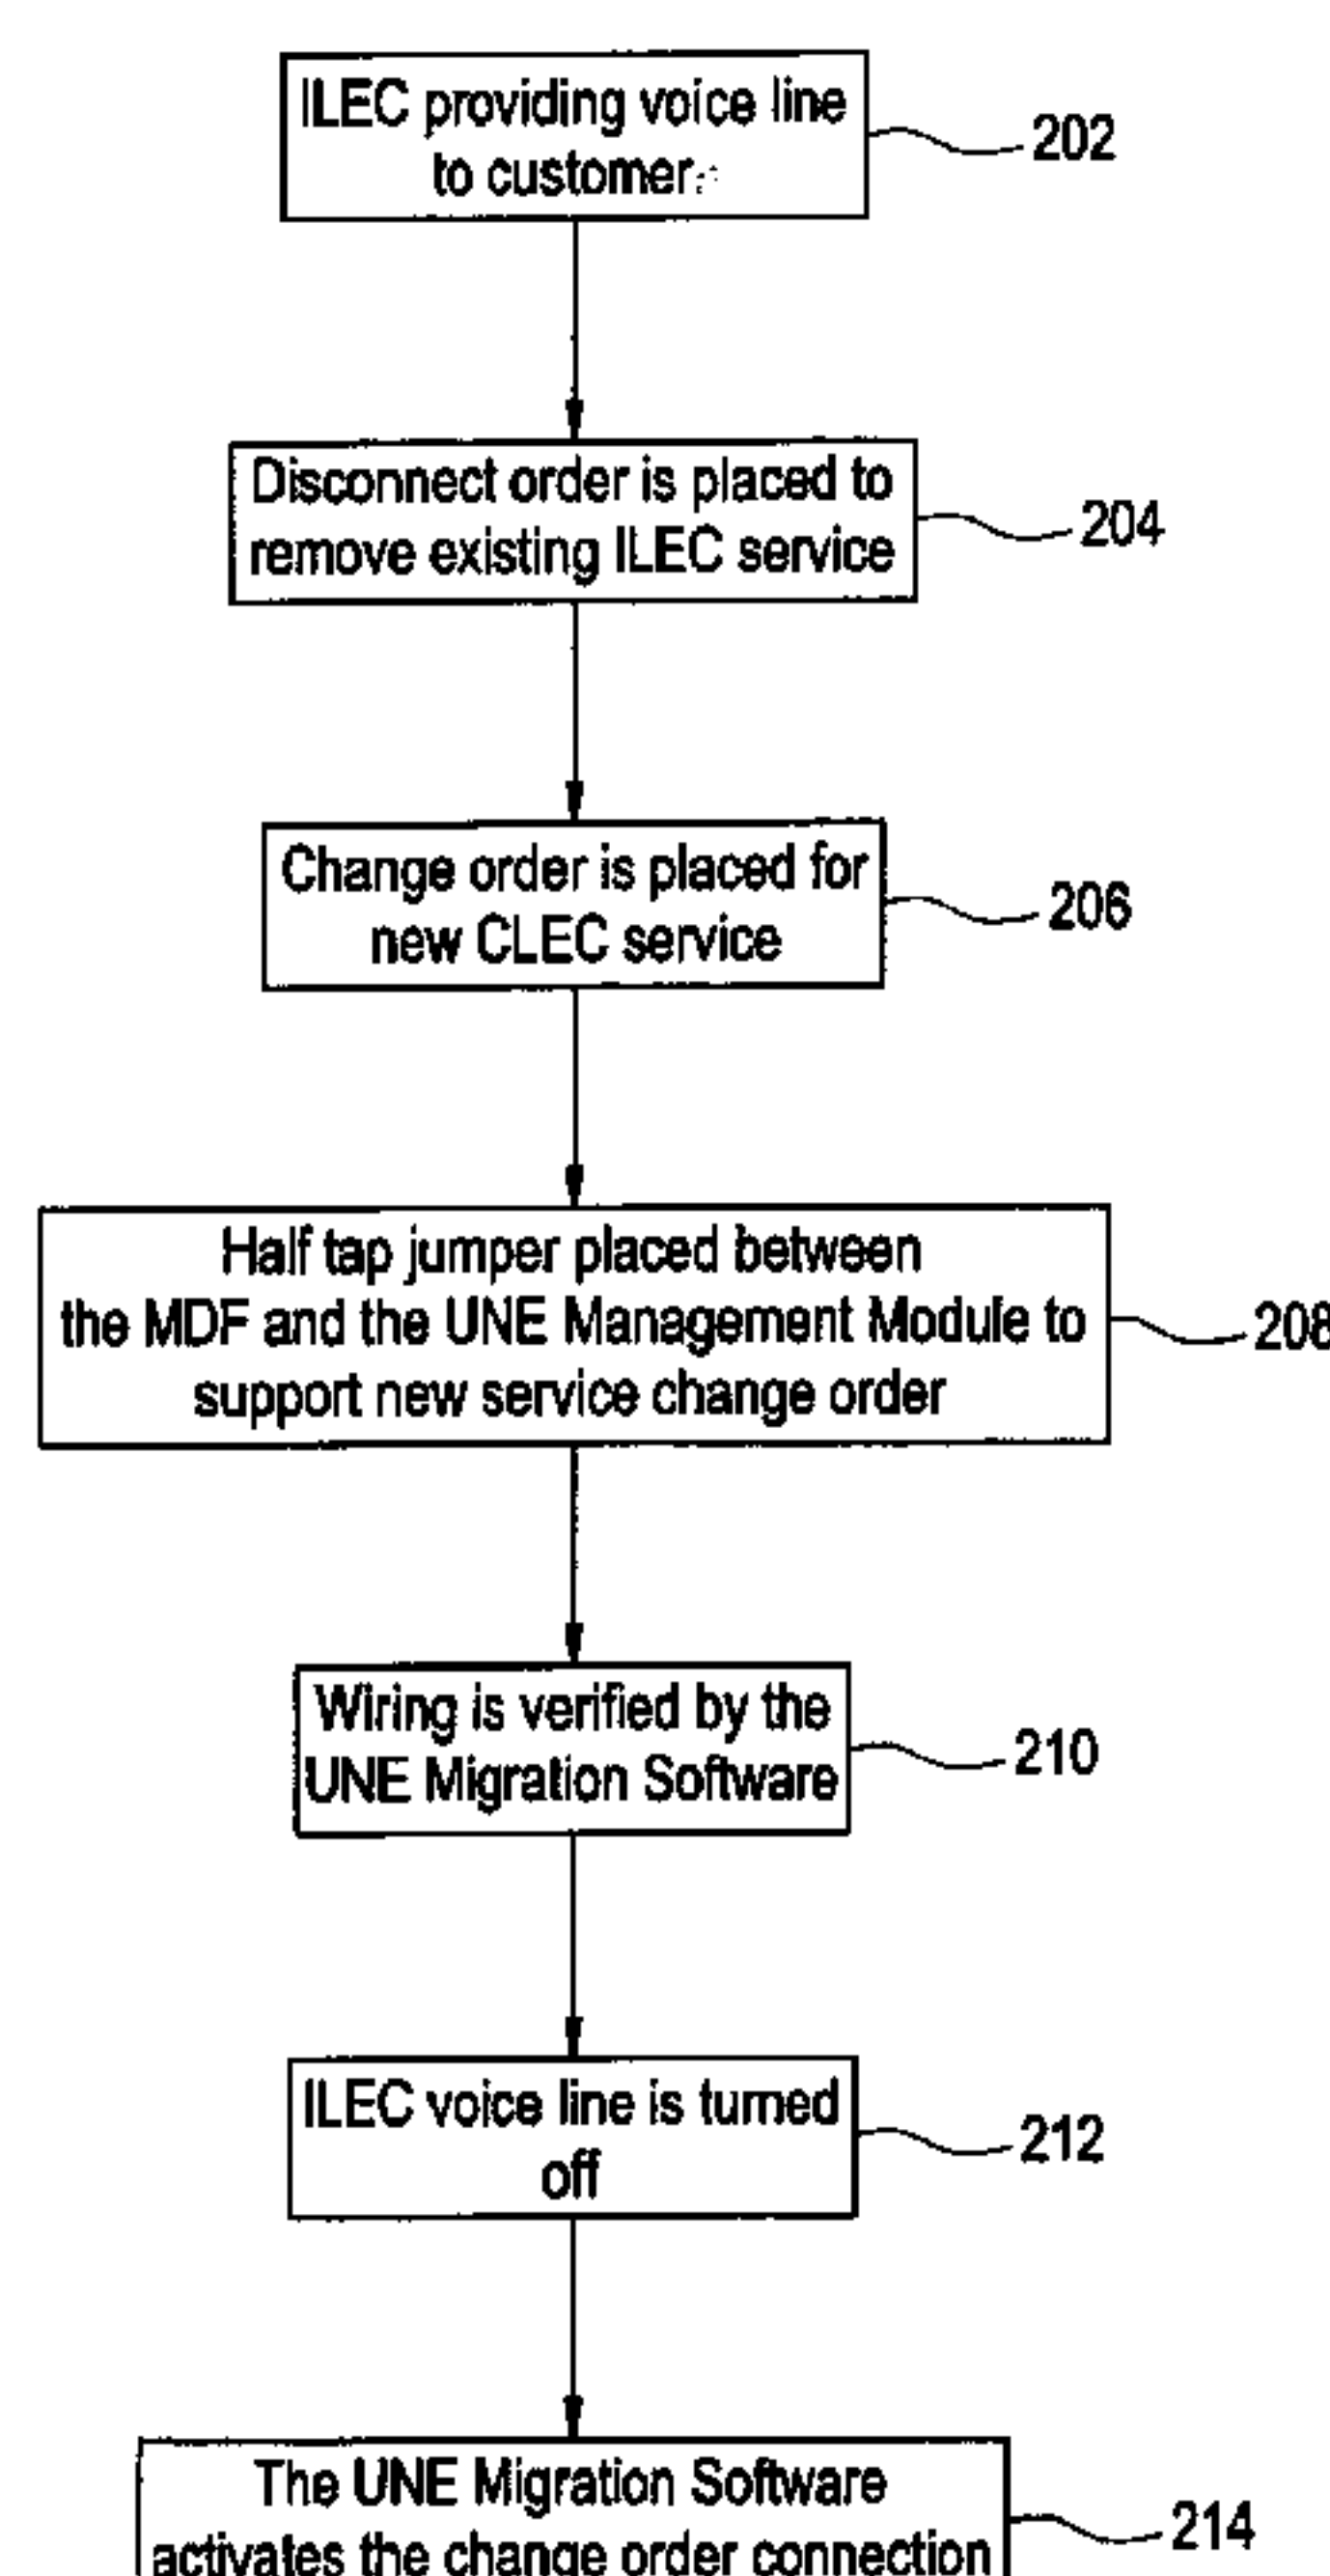 ILEC providing voice line
to customer
202
Disconnect order is placed to
remove existing ILEC service
204
Change order is placed for
new CLEC service
206
Half tap jumper placed between
the MDF and the UNE Management Module to
support new service change order
208
Wiring is verified by the
UNE Migration Software
210
ILEC voice line is turned
off
212
The UNE Migration Software
activates the change order connection
214